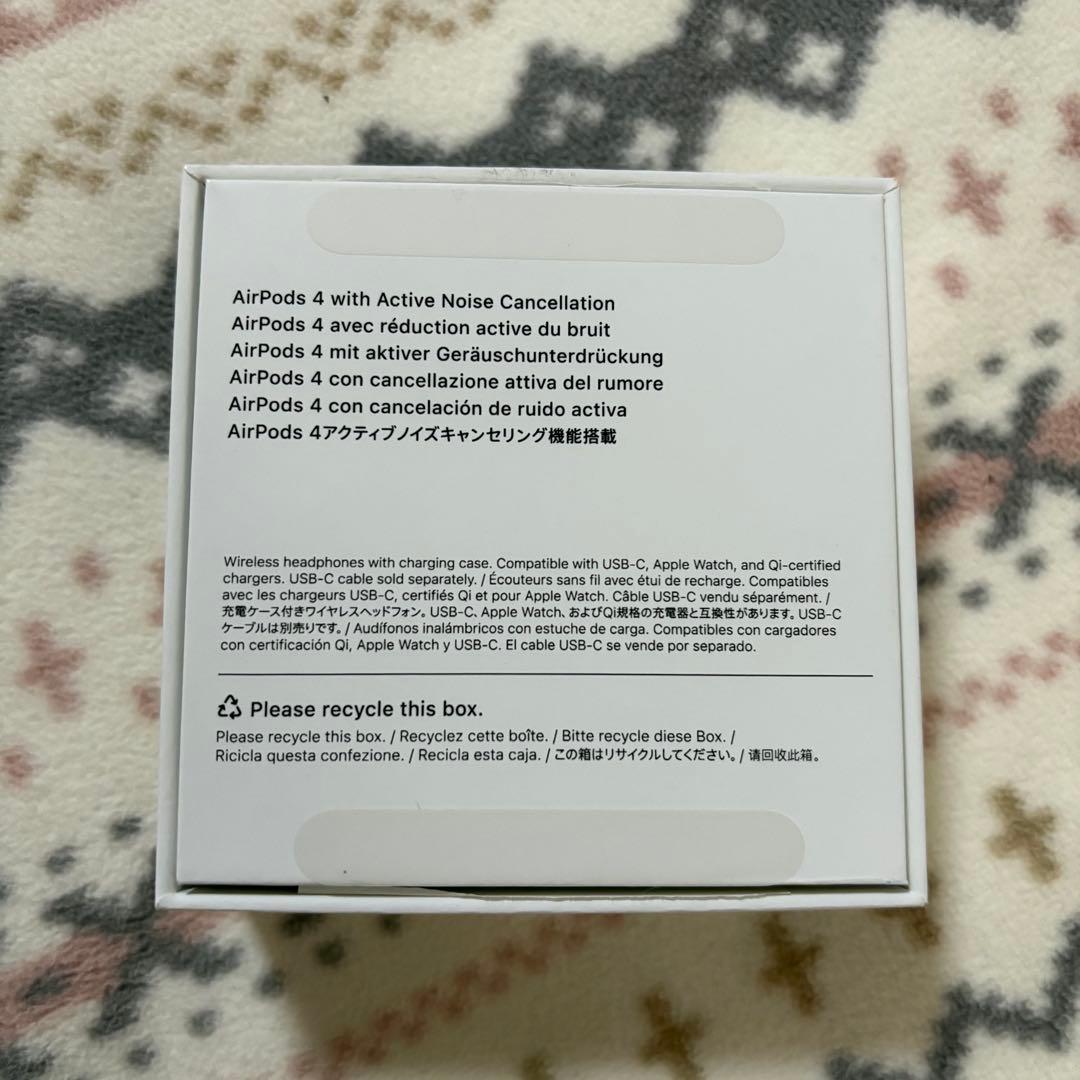 AirPods 4 with Active Noise Cancellation
AirPods 4 avec réduction active du bruit
AirPods 4 mit aktiver Geräuschunterdrückung
AirPods 4 con cancellazione attiva del rumore
AirPods 4 con cancelación de ruido activa
AirPods 4アクティブノイズキャンセリング機能搭載
Wireless headphones with charging case. Compatible with USB-C, Apple Watch, and Qi-certified
chargers. USB-C cable sold separately. / Écouteurs sans fil avec étui de recharge. Compatibles
avec les chargeurs USB-C, certifiés Qi et pour Apple Watch. Câble USB-C vendu séparément. /
充電ケース付きワイヤレスヘッドフォン。USB-C、Apple Watch、およびQi規格の充電器と互換性があります。USB-C
ケーブルは別売りです。/ Audífonos inalámbricos con estuche de carga. Compatibles con cargadores
con certificación Qi, Apple Watch y USB-C. El cable USB-C se vende por separado.
Please recycle this box.
Please recycle this box. / Recyclez cette boîte. / Bitte recycle diese Box. /
Ricicla questa confezione. / Recicla esta caja. / この箱はリサイクルしてください。/ 请回收此箱。